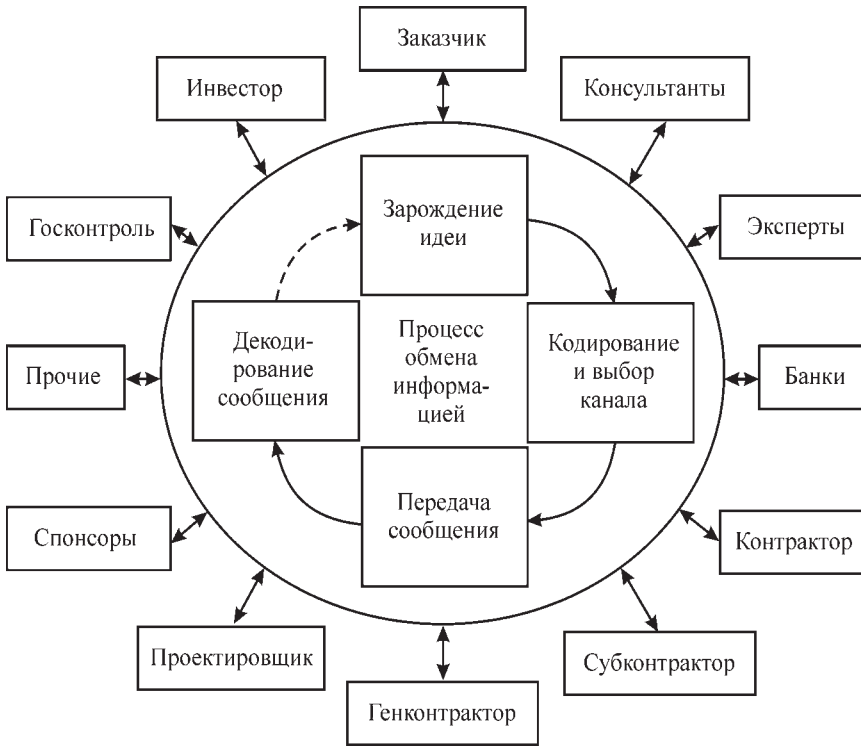 Заказчик
Инвестор
Консультанты
Зарождение
идеи
Госконтроль
Эксперты
Декоди-
рование
сообщения
Процесс
обмена
информа-
цией
Кодирование
и выбор
канала
Прочие
Банки
Передача
сообщения
Спонсоры
Контрактор
Проектировщик
Субконтрактор
Генконтрактор